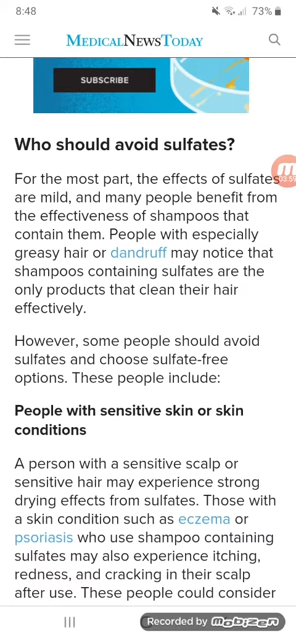 8:48
73%
MEDICALNEWSTODAY
SUBSCRIBE
Who should avoid sulfates?
For the most part, the effects of sulfates
are mild, and many people benefit from
the effectiveness of shampoos that
contain them. People with especially
greasy hair or dandruff may notice that
shampoos containing sulfates are the
only products that clean their hair
effectively.
However, some people should avoid
sulfates and choose sulfate-free
options. These people include:
People with sensitive skin or skin
conditions
A person with a sensitive scalp or
sensitive hair may experience strong
drying effects from sulfates. Those with
a skin condition such as eczema or
psoriasis who use shampoo containing
sulfates may also experience itching,
redness, and cracking in their scalp
after use. These people could consider
Recorded by mobizen